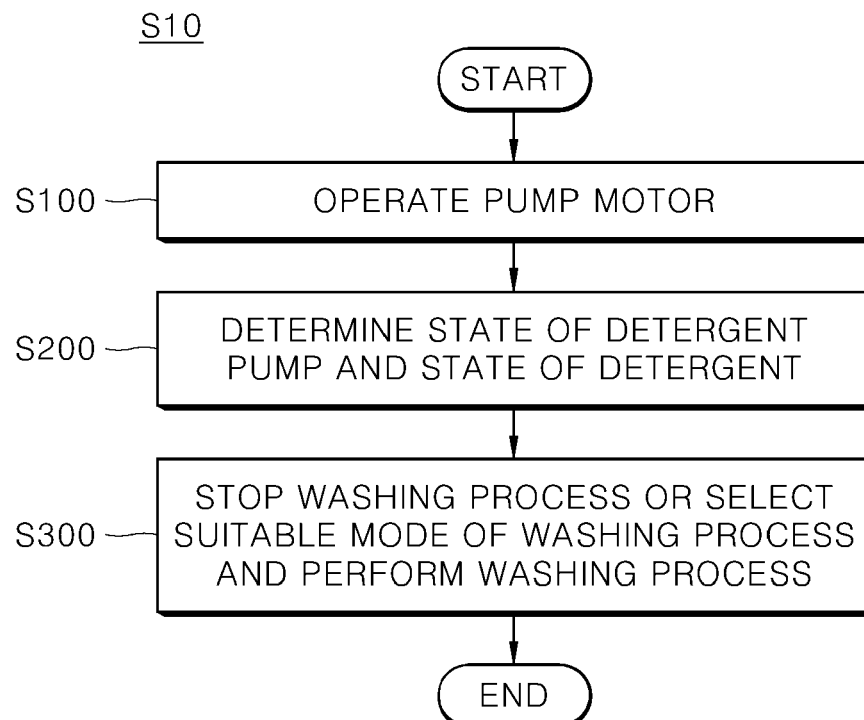 S10
START
S100
OPERATE PUMP MOTOR
S200
DETERMINE STATE OF DETERGENT
PUMP AND STATE OF DETERGENT
S300
STOP WASHING PROCESS OR SELECT
SUITABLE MODE OF WASHING PROCESS
AND PERFORM WASHING PROCESS
END